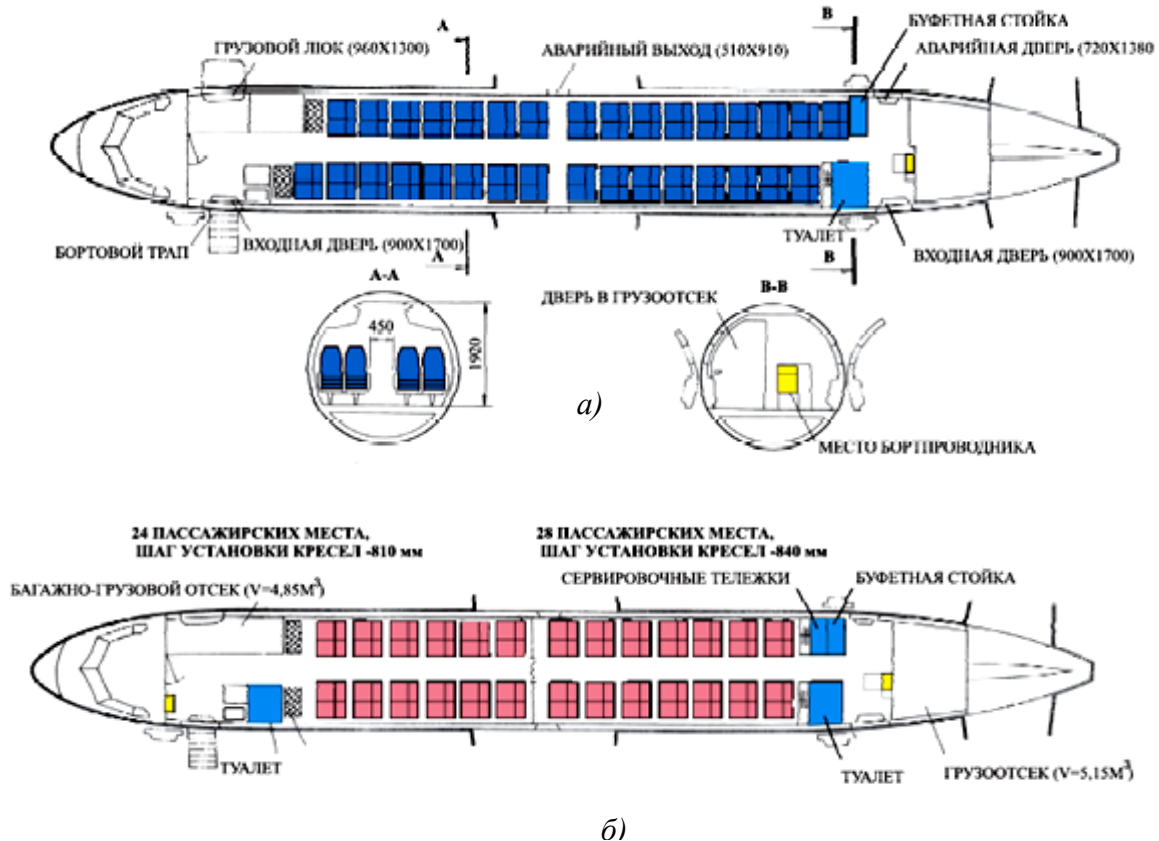 А
В
БУФЕТНАЯ СТОЙКА
ГРУЗОВОЙ ЛЮК (960Х1300)
АВАРИЙНЫЙ ВЫХОД (510Х910)
АВАРИЙНАЯ ДВЕРЬ (720Х1380
БОРТОВОЙ ТРАП
ВХОДНАЯ ДВЕРЬ (900Х1700)
А
ТУАЛЕТ
В
ВХОДНАЯ ДВЕРЬ (900Х1700)
А-А
В-В
ДВЕРЬ В ГРУЗООТСЕК
450
1920
а)
МЕСТО БОРТПРОВОДНИКА
24 ПАССАЖИРСКИХ МЕСТА,
ШАГ УСТАНОВКИ КРЕСЕЛ -810 мм
28 ПАССАЖИРСКИХ МЕСТА,
ШАГ УСТАНОВКИ КРЕСЕЛ -840 мм
БАГАЖНО-ГРУЗОВОЙ ОТСЕК (V=4,85М³)
СЕРВИРОВОЧНЫЕ ТЕЛЕЖКИ
БУФЕТНАЯ СТОЙКА
ТУАЛЕТ
ТУАЛЕТ
ГРУЗООТСЕК (V=5,15М³)
б)